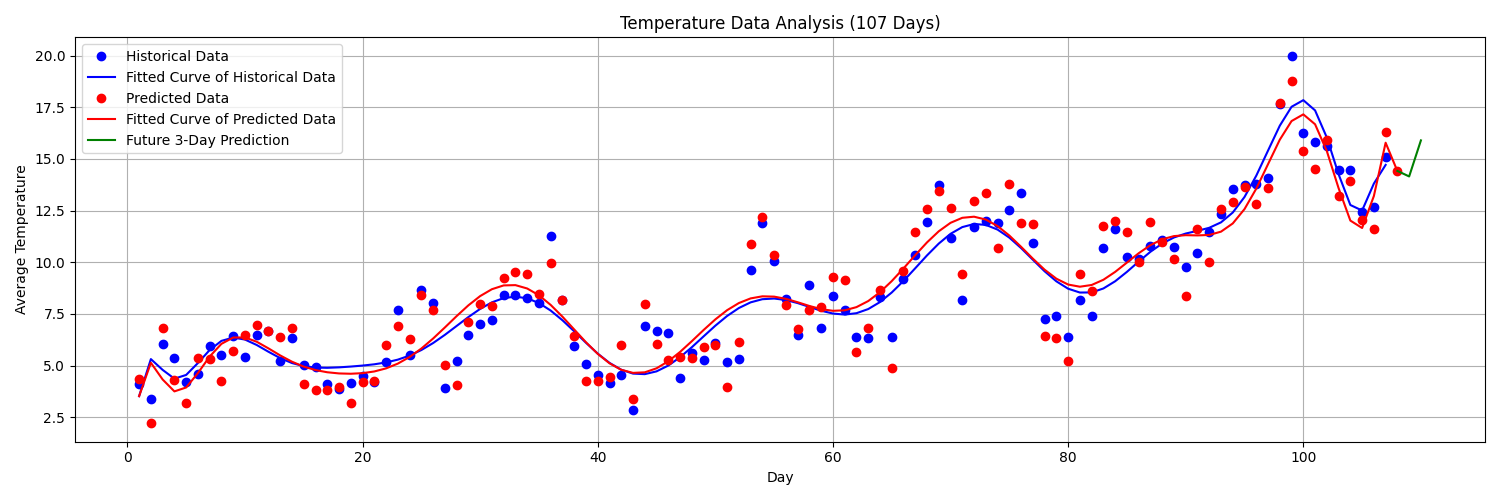 Temperature Data Analysis (107 Days)
Historical Data
Fitted Curve of Historical Data
Predicted Data
Fitted Curve of Predicted Data
Future 3-Day Prediction
Average Temperature
20.0
17.5
15.0
12.5
10.0
7.5
5.0
2.5
0 20 40 60 80 100
Day